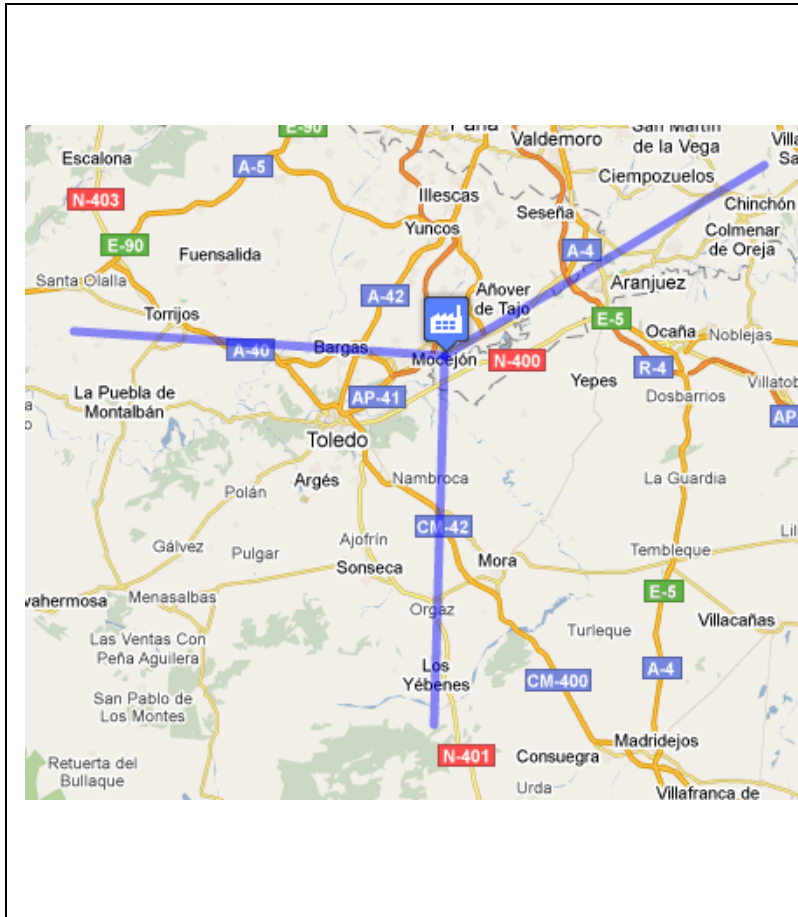 E-90
Parla
Valdemoro
San Martín
de la Vega
Escalona
A-5
Ciempozuelos
N-403
Illescas
Chinchón
Seseña
Yuncos
Colmenar
de Oreja
E-90
Fuensalida
A-4
Santa Olalla
Aranjuez
A-42
Añover
de Tajo
Torrijos
E-5
Ocaña
Noblejas
A-40
Bargas
Mocejón
N-400
R-4
Yepes
Dosbarrios
Villatob
La Puebla de
Montalbán
AP-41
AP
Toledo
Argés
Nambroca
La Guardia
Polán
CM-42
Ajofrín
Lil
Gálvez
Pulgar
Sonseca
Mora
Tembleque
vahermosa
Menasalbas
Orgaz
E-5
Villacañas
Las Ventas Con
Peña Aguilera
Turleque
Los
Yébenes
CM-400
A-4
San Pablo de
Los Montes
Madridejos
N-401
Consuegra
Retuerta del
Bullaque
Urda
Villafranca de